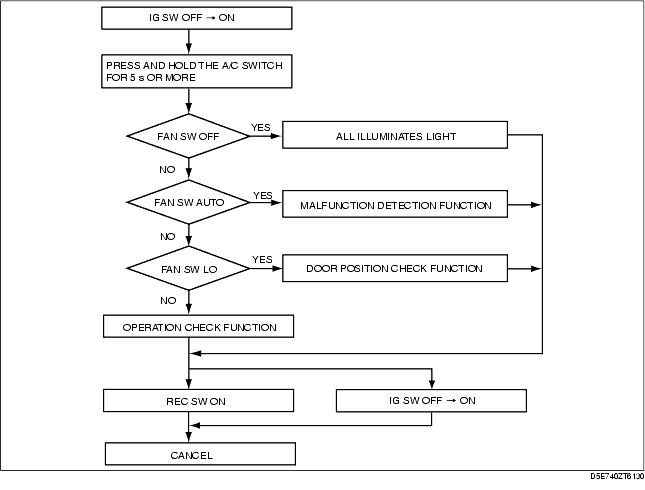 IG SW OFF → ON
PRESS AND HOLD THE A/C SWITCH
FOR 5 s OR MORE
FAN SW OFF
YES
ALL ILLUMINATES LIGHT
NO
FAN SW AUTO
YES
MALFUNCTION DETECTION FUNCTION
NO
FAN SW LO
YES
DOOR POSITION CHECK FUNCTION
NO
OPERATION CHECK FUNCTION
REC SW ON
IG SW OFF → ON
CANCEL
D5E740ZT6130